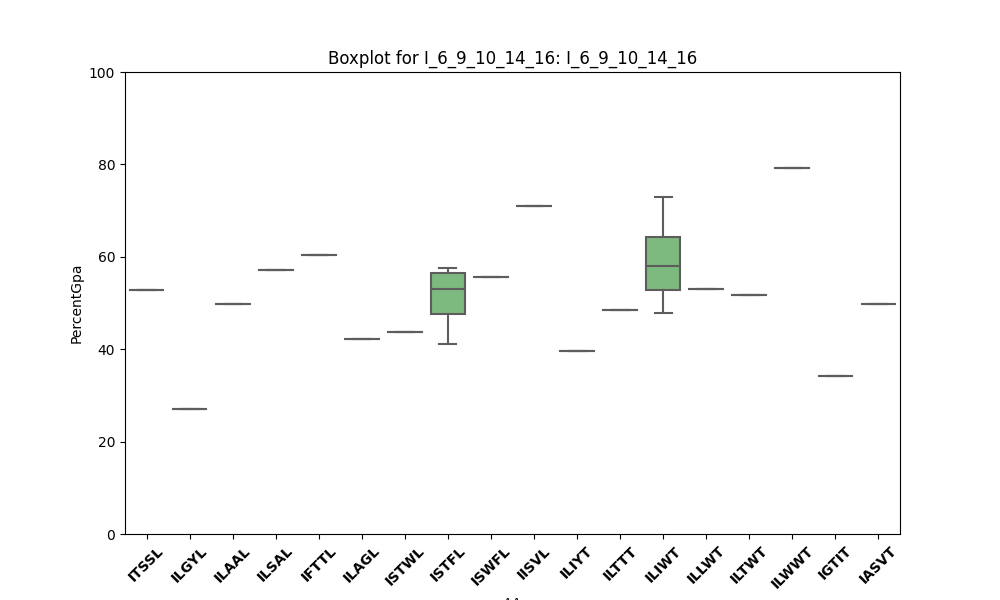 Boxplot for I_6_9_10_14_16: I_6_9_10_14_16
100
80
60
40
20
0
PercentGpa
ITSSL ILGYL ILAAL ILSAL IFTTL ILAGL ISTWL ISTFL ISWFL IISVL ILIYT ILTTT ILIWT ILLWT ILTWT ILWWT IGTIT IASVT